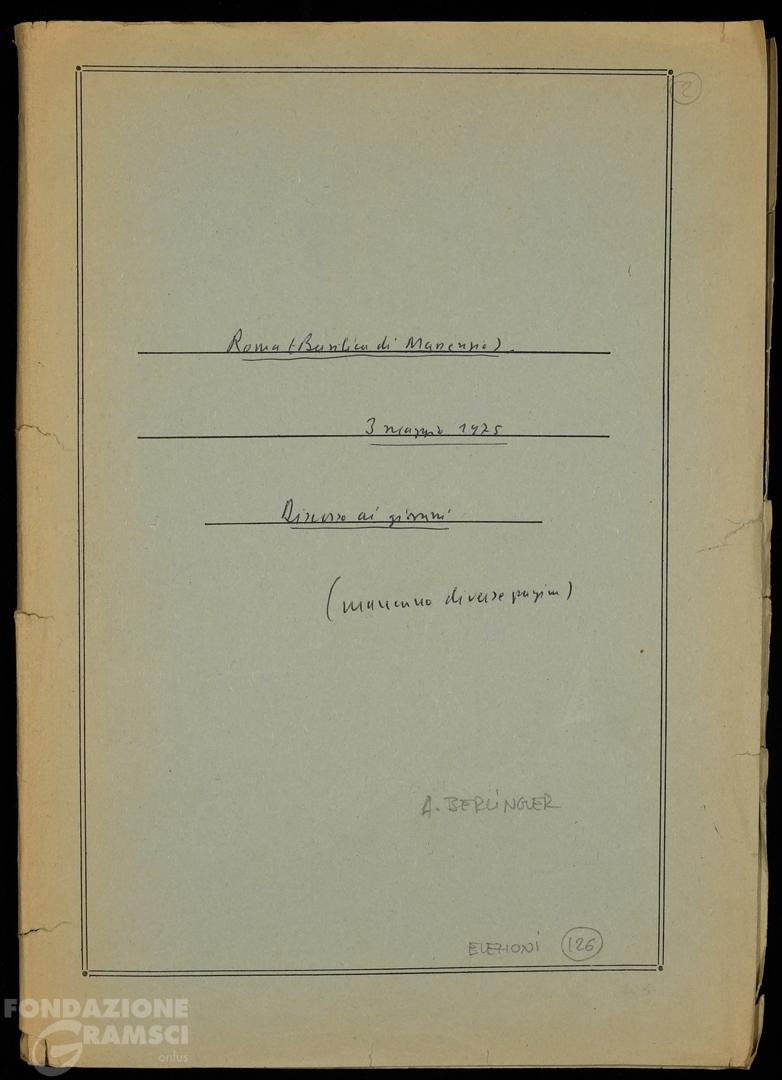 2
Roma (Basilica di Massenzio)
3 maggio 1975
Discorso ai giovani
(mancano diverse pagine)
A. BERLINGUER
ELEZIONI 126
FONDAZIONE
GRAMSCI
onlus